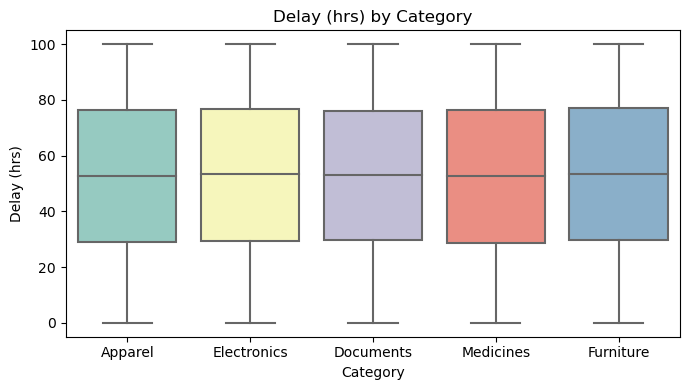 Delay (hrs) by Category
Delay (hrs)
100
80
60
40
20
0
Apparel Electronics Documents Medicines Furniture
Category